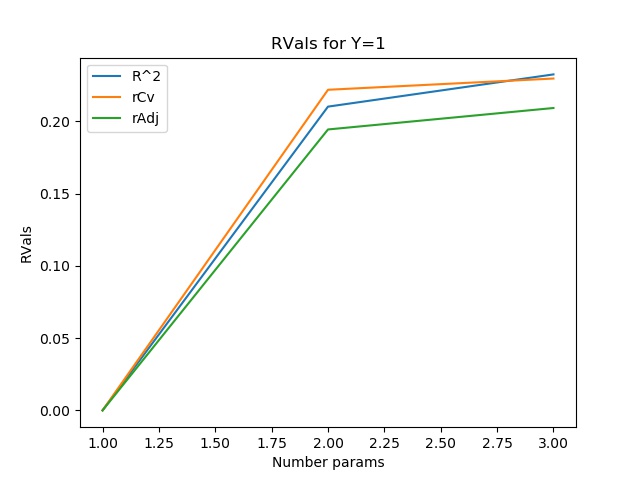 RVals for Y=1
R^2
rCv
rAdj
0.20
0.15
0.10
0.05
0.00
RVals
1.00 1.25 1.50 1.75 2.00 2.25 2.50 2.75 3.00
Number params